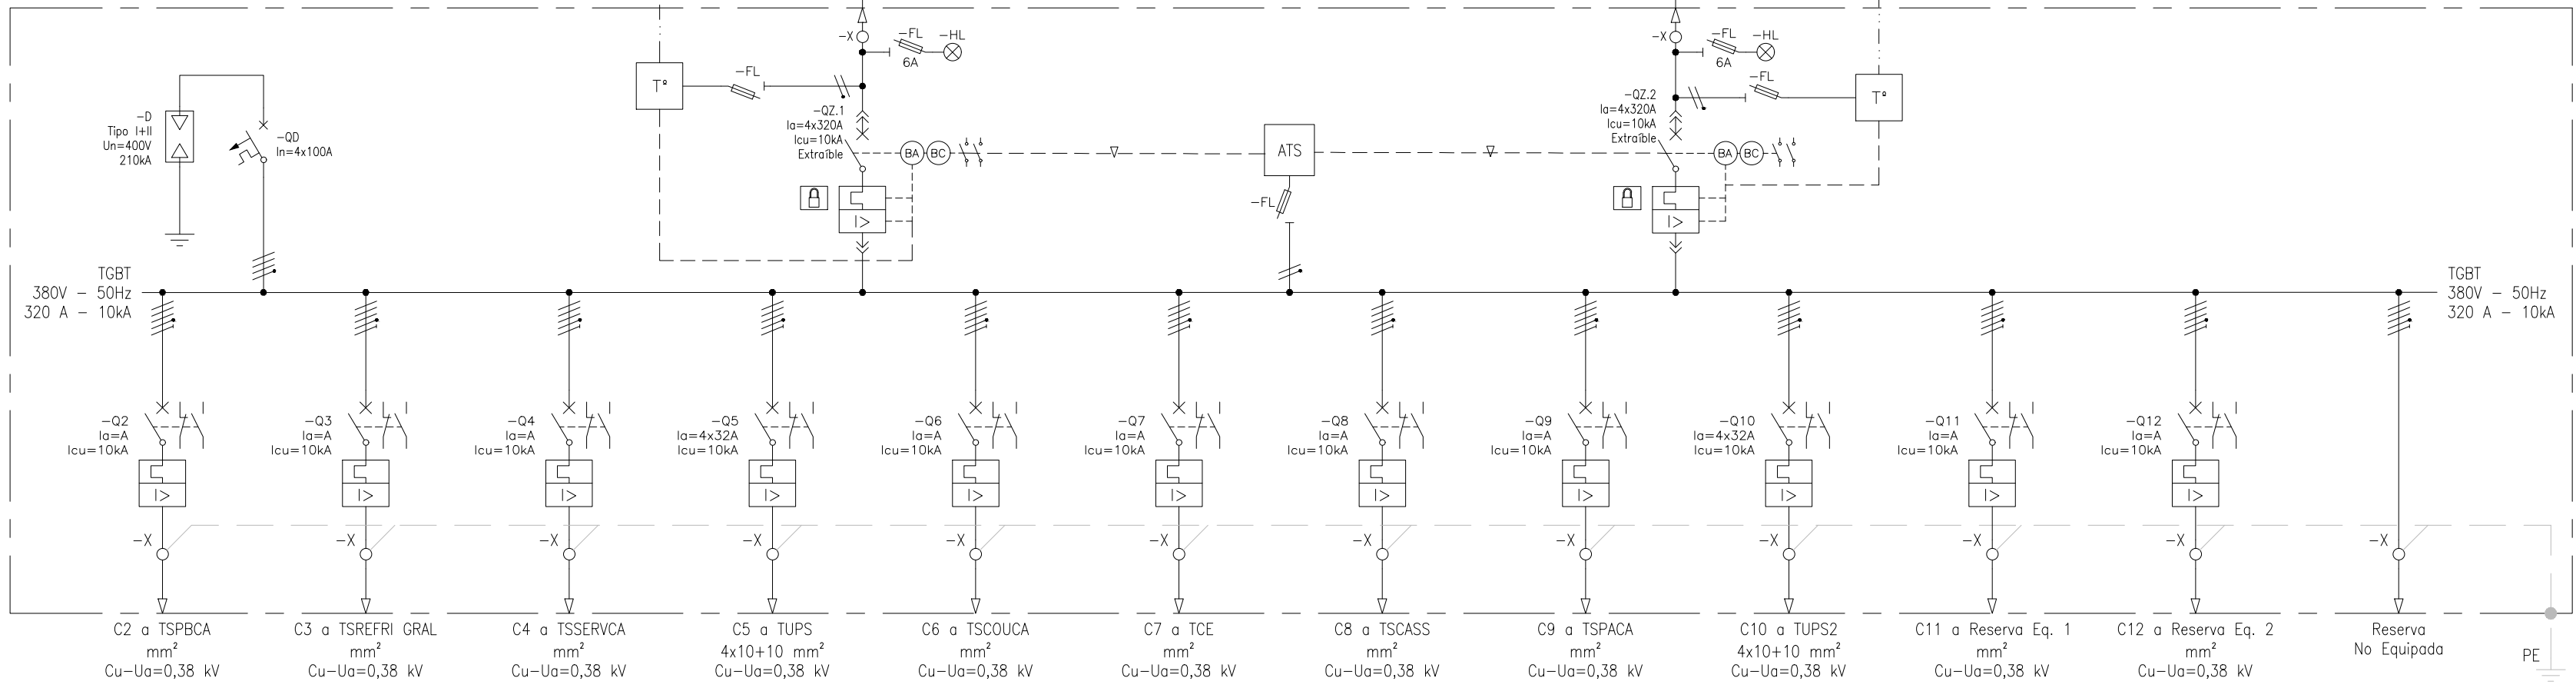 -X
-FL
-HL
6A
-X
-FL
-HL
6A
T°
-FL
-FL
T°
-D
Tipo I+II
Un=400V
210kA
-QD
In=4x100A
-QZ.1
Ia=4x320A
Icu=10kA
Extraíble
BA
BC
ATS
-FL
-QZ.2
Ia=4x320A
Icu=10kA
Extraíble
BA
BC
I>
I>
TGBT
380V - 50Hz
320 A - 10kA
TGBT
380V - 50Hz
320 A - 10kA
-Q2
Ia=A
Icu=10kA
I>
-Q3
Ia=A
Icu=10kA
I>
-Q4
Ia=A
Icu=10kA
I>
-Q5
Ia=4x32A
Icu=10kA
I>
-Q6
Ia=A
Icu=10kA
I>
-Q7
Ia=A
Icu=10kA
I>
-Q8
Ia=A
Icu=10kA
I>
-Q9
Ia=A
Icu=10kA
I>
-Q10
Ia=4x32A
Icu=10kA
I>
-Q11
Ia=A
Icu=10kA
I>
-Q12
Ia=A
Icu=10kA
I>
-X
-X
-X
-X
-X
-X
-X
-X
-X
-X
-X
-X
C2 a TSPBCA
mm²
Cu-Ua=0,38 kV
C3 a TSREFRI GRAL
mm²
Cu-Ua=0,38 kV
C4 a TSSERVCA
mm²
Cu-Ua=0,38 kV
C5 a TUPS
4x10+10 mm²
Cu-Ua=0,38 kV
C6 a TSCOUCA
mm²
Cu-Ua=0,38 kV
C7 a TCE
mm²
Cu-Ua=0,38 kV
C8 a TSCASS
mm²
Cu-Ua=0,38 kV
C9 a TSPACA
mm²
Cu-Ua=0,38 kV
C10 a TUPS2
4x10+10 mm²
Cu-Ua=0,38 kV
C11 a Reserva Eq. 1
mm²
Cu-Ua=0,38 kV
C12 a Reserva Eq. 2
mm²
Cu-Ua=0,38 kV
Reserva
No Equipada
PE